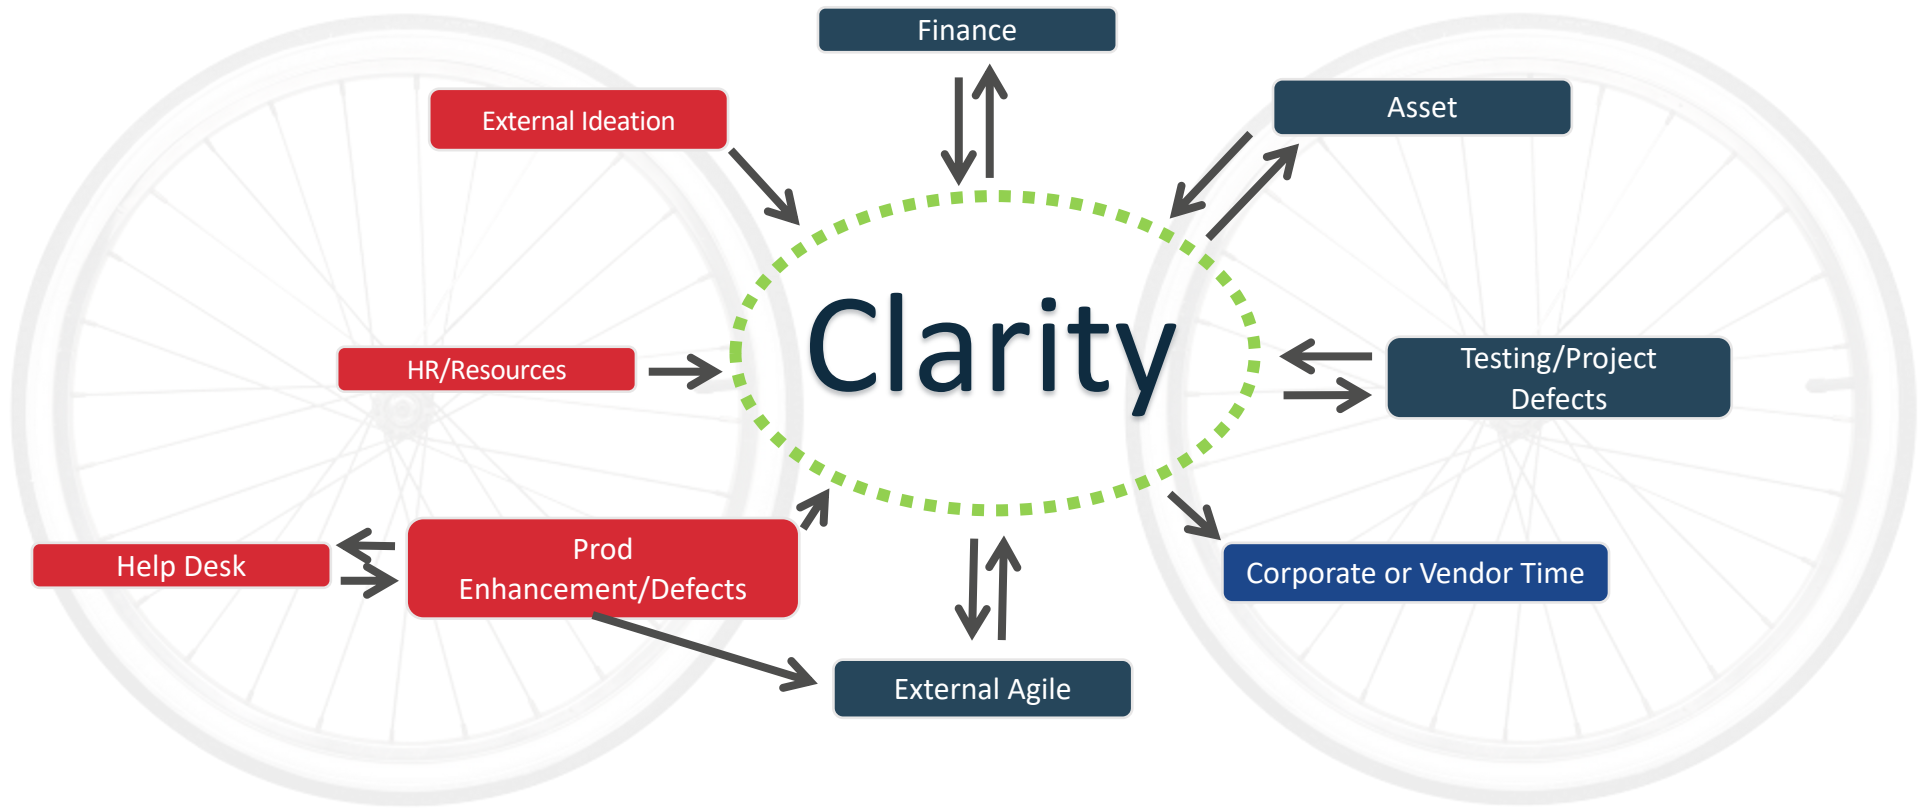 Finance
External Ideation
Asset
Clarity
HR/Resources
Testing/Project
Defects
Help Desk
Prod
Enhancement/Defects
Corporate or Vendor Time
External Agile